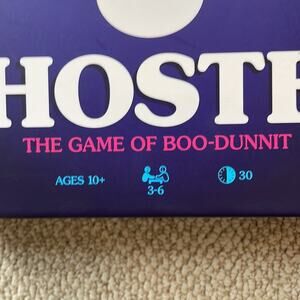 HOSTE
THE GAME OF BOO-DUNNIT
AGES 10+
3-6
30